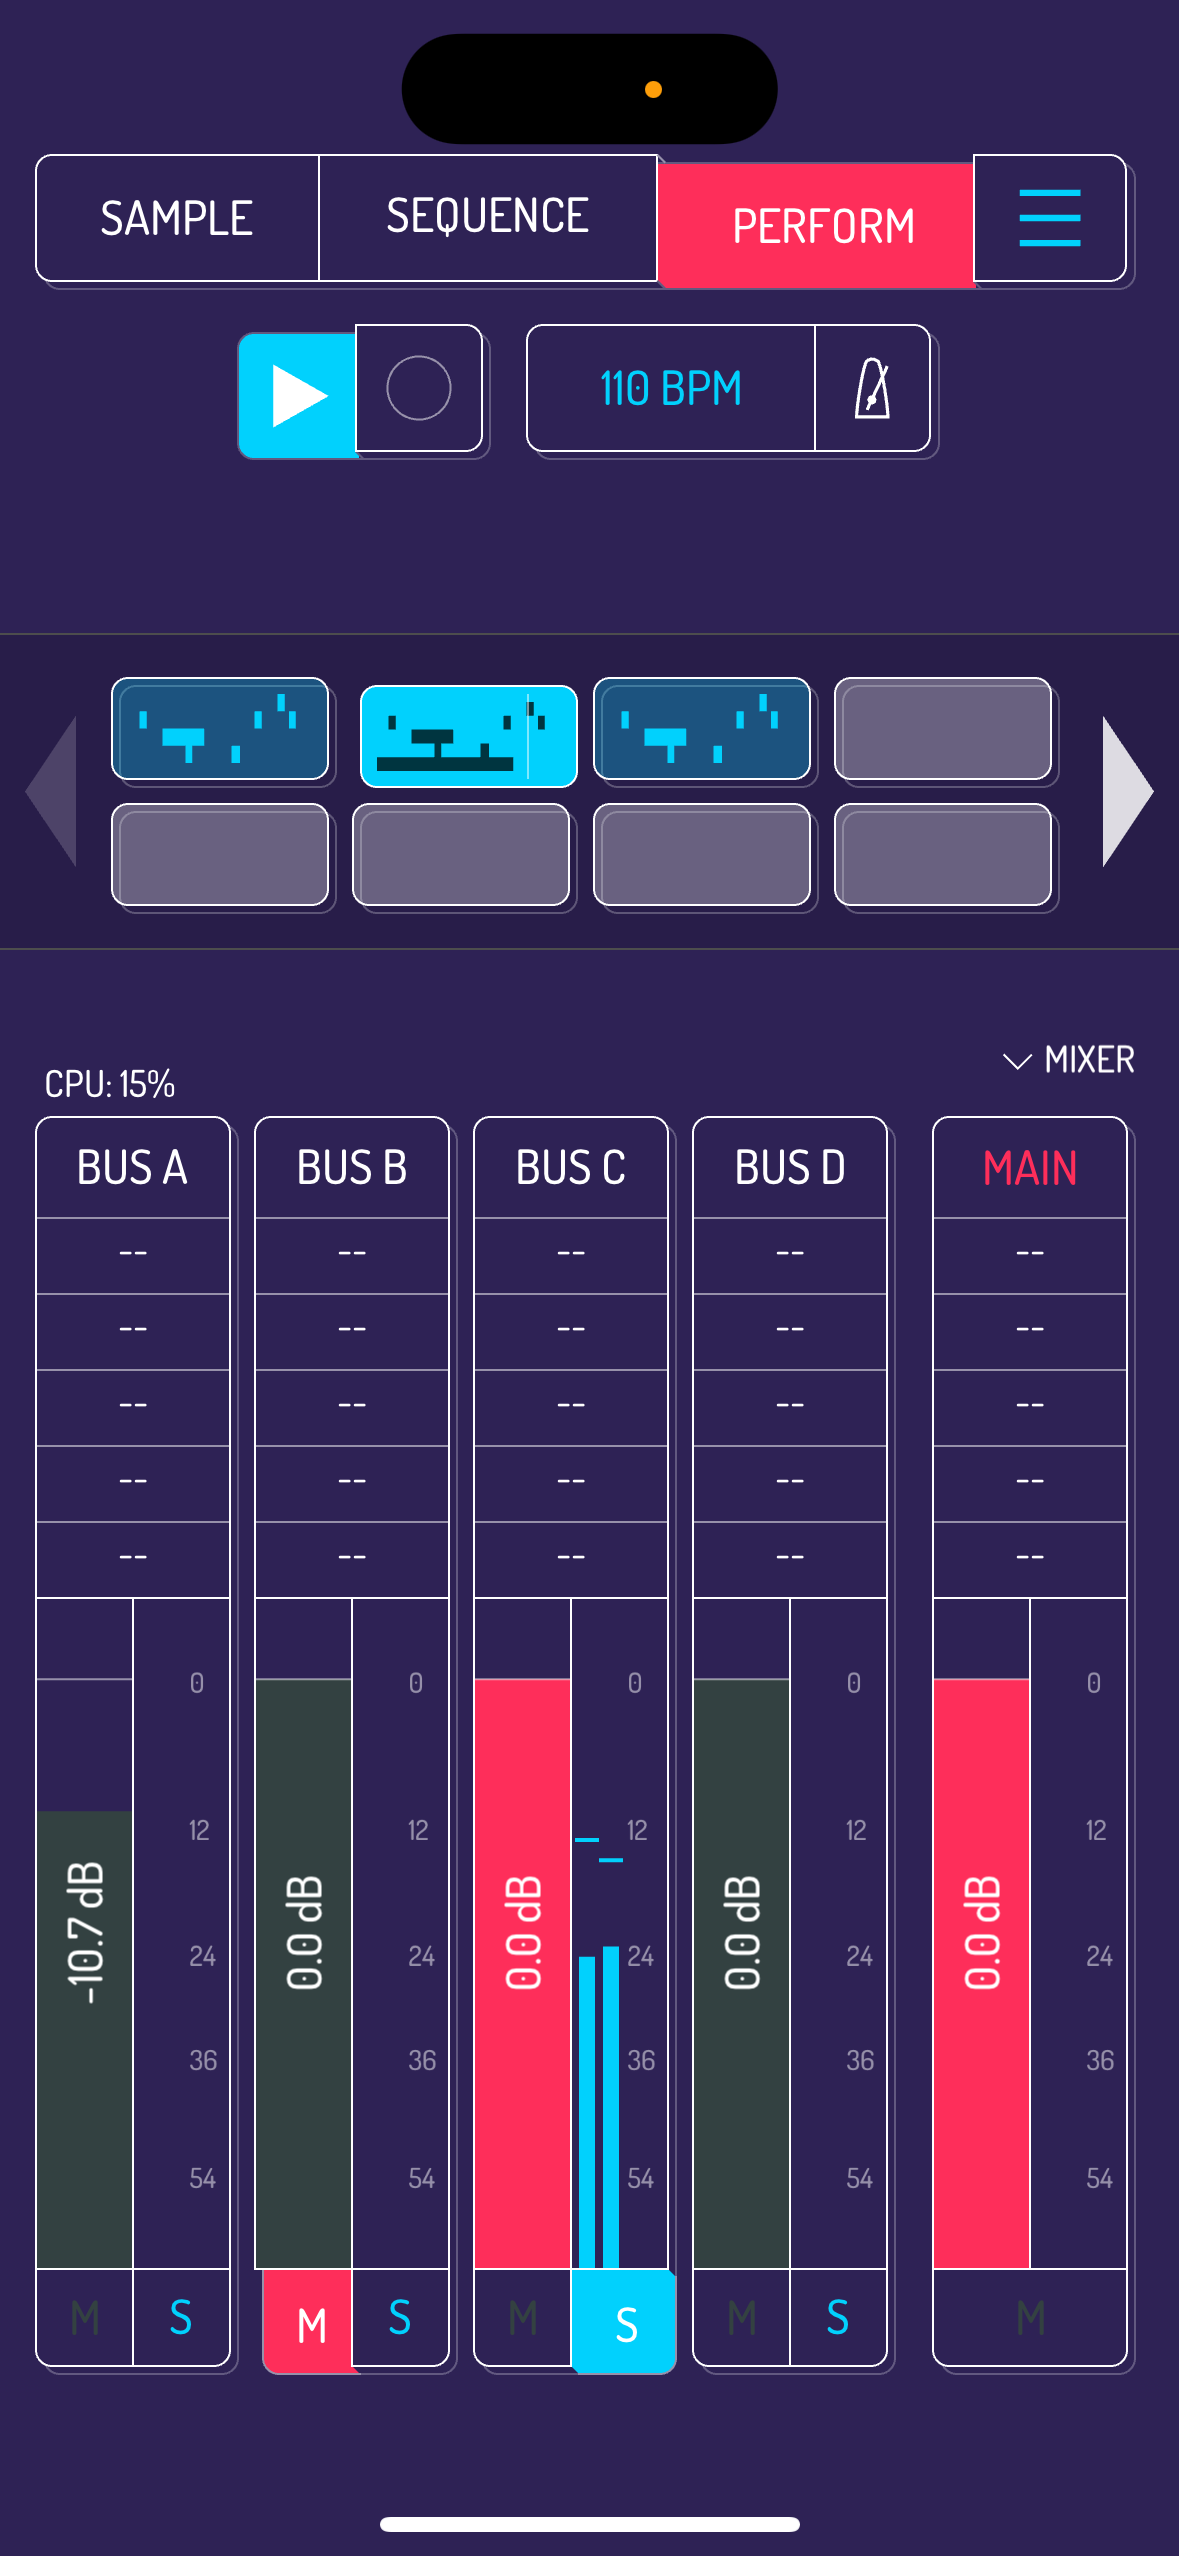 SAMPLE SEQUENCE PERFORM
110 BPM
MIXER
CPU: 15%
BUS A BUS B BUS C BUS D MAIN
-- -- -- -- --
-- -- -- -- --
-- -- -- -- --
-- -- -- -- --
-- -- -- -- --
0 0 0 0 0
12 12 12 12 12
-10.7 dB 0.0 dB 0.0 dB 0.0 dB 0.0 dB
24 24 24 24 24
36 36 36 36 36
54 54 54 54 54
M S M S M S M S M